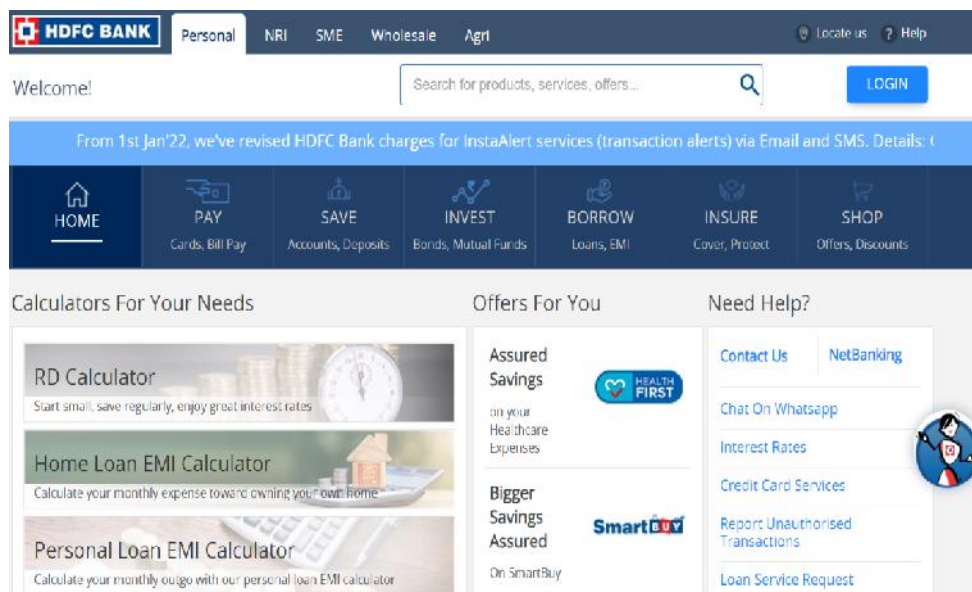 HDFC BANK
Personal
NRI
SME
Wholesale
Agri
Locate us
? Help
Welcome!
Search for products, services, offers...
LOGIN
From 1st Jan'22, we've revised HDFC Bank charges for InstaAlert services (transaction alerts) via Email and SMS. Details:
HOME
PAY
Cards, Bill Pay
SAVE
Accounts, Deposits
INVEST
Bonds, Mutual Funds
BORROW
Loans, EMI
INSURE
Cover, Protect
SHOP
Offers, Discounts
Calculators For Your Needs
RD Calculator
Start small, save regularly, enjoy great interest rates
Home Loan EMI Calculator
Calculate your monthly expense toward owning your own home
Personal Loan EMI Calculator
Calculate your monthly outgo with our personal loan EMI calculator
Offers For You
Assured
Savings
on your
Healthcare
Expenses
HEALTH
FIRST
Bigger
Savings
Assured
On SmartBuy
SmartBUY
Need Help?
Contact Us
NetBanking
Chat On Whatsapp
Interest Rates
Credit Card Services
Report Unauthorised
Transactions
Loan Service Request